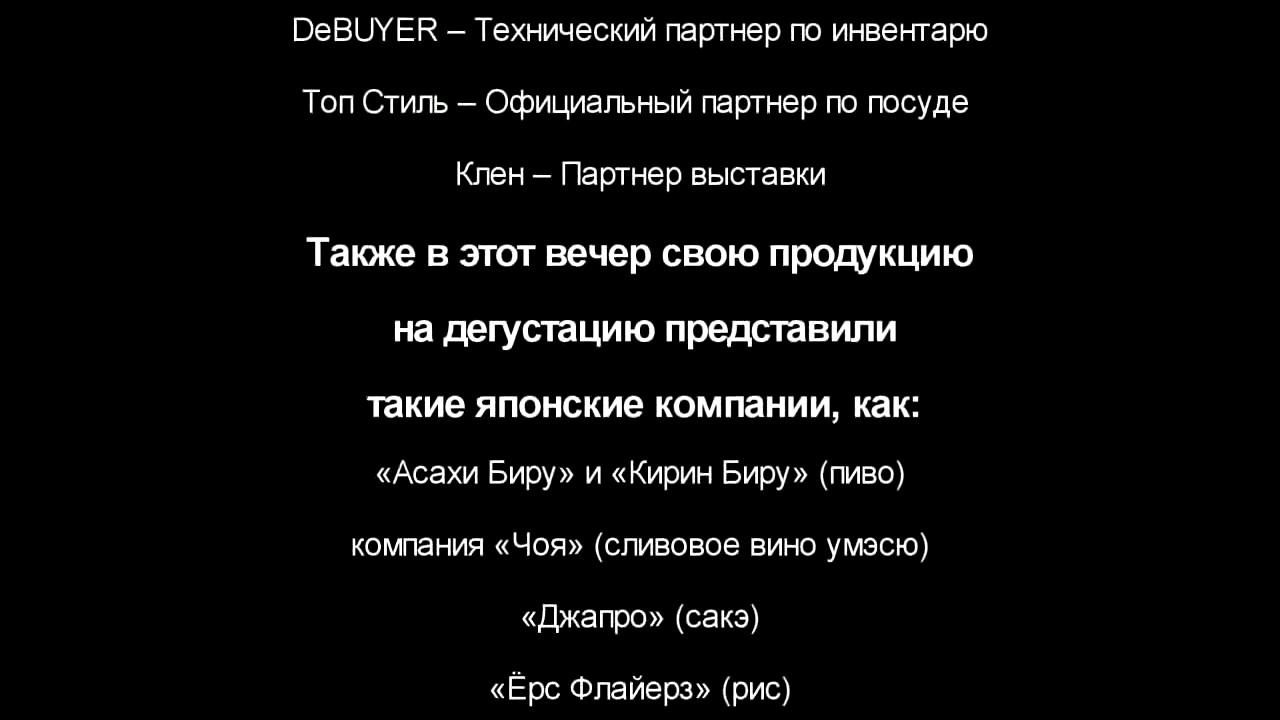 DeBUYER – Технический партнер по инвентарю
Топ Стиль – Официальный партнер по посуде
Клен – Партнер выставки
Также в этот вечер свою продукцию
на дегустацию представили
такие японские компании, как:
«Асахи Биру» и «Кирин Биру» (пиво)
компания «Чоя» (сливовое вино умэсю)
«Джапро» (сакэ)
«Ёрс Флайерз» (рис)